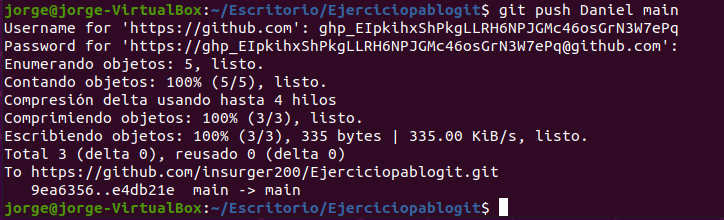 jorge@jorge-VirtualBox:~/Escritorio/Ejerciciopablogit$ git push Daniel main
Username for 'https://github.com': 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
Password for 'https://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@github.com':
Enumerando objetos: 5, listo.
Contando objetos: 100% (5/5), listo.
Compresión delta usando hasta 4 hilos
Comprimiendo objetos: 100% (3/3), listo.
Escribiendo objetos: 100% (3/3), 335 bytes | 335.00 KiB/s, listo.
Total 3 (delta 0), reusado 0 (delta 0)
To https://github.com/insurger200/Ejerciciopablogit.git
   9ea6356..e4db21e  main -> main
jorge@jorge-VirtualBox:~/Escritorio/Ejerciciopablogit$